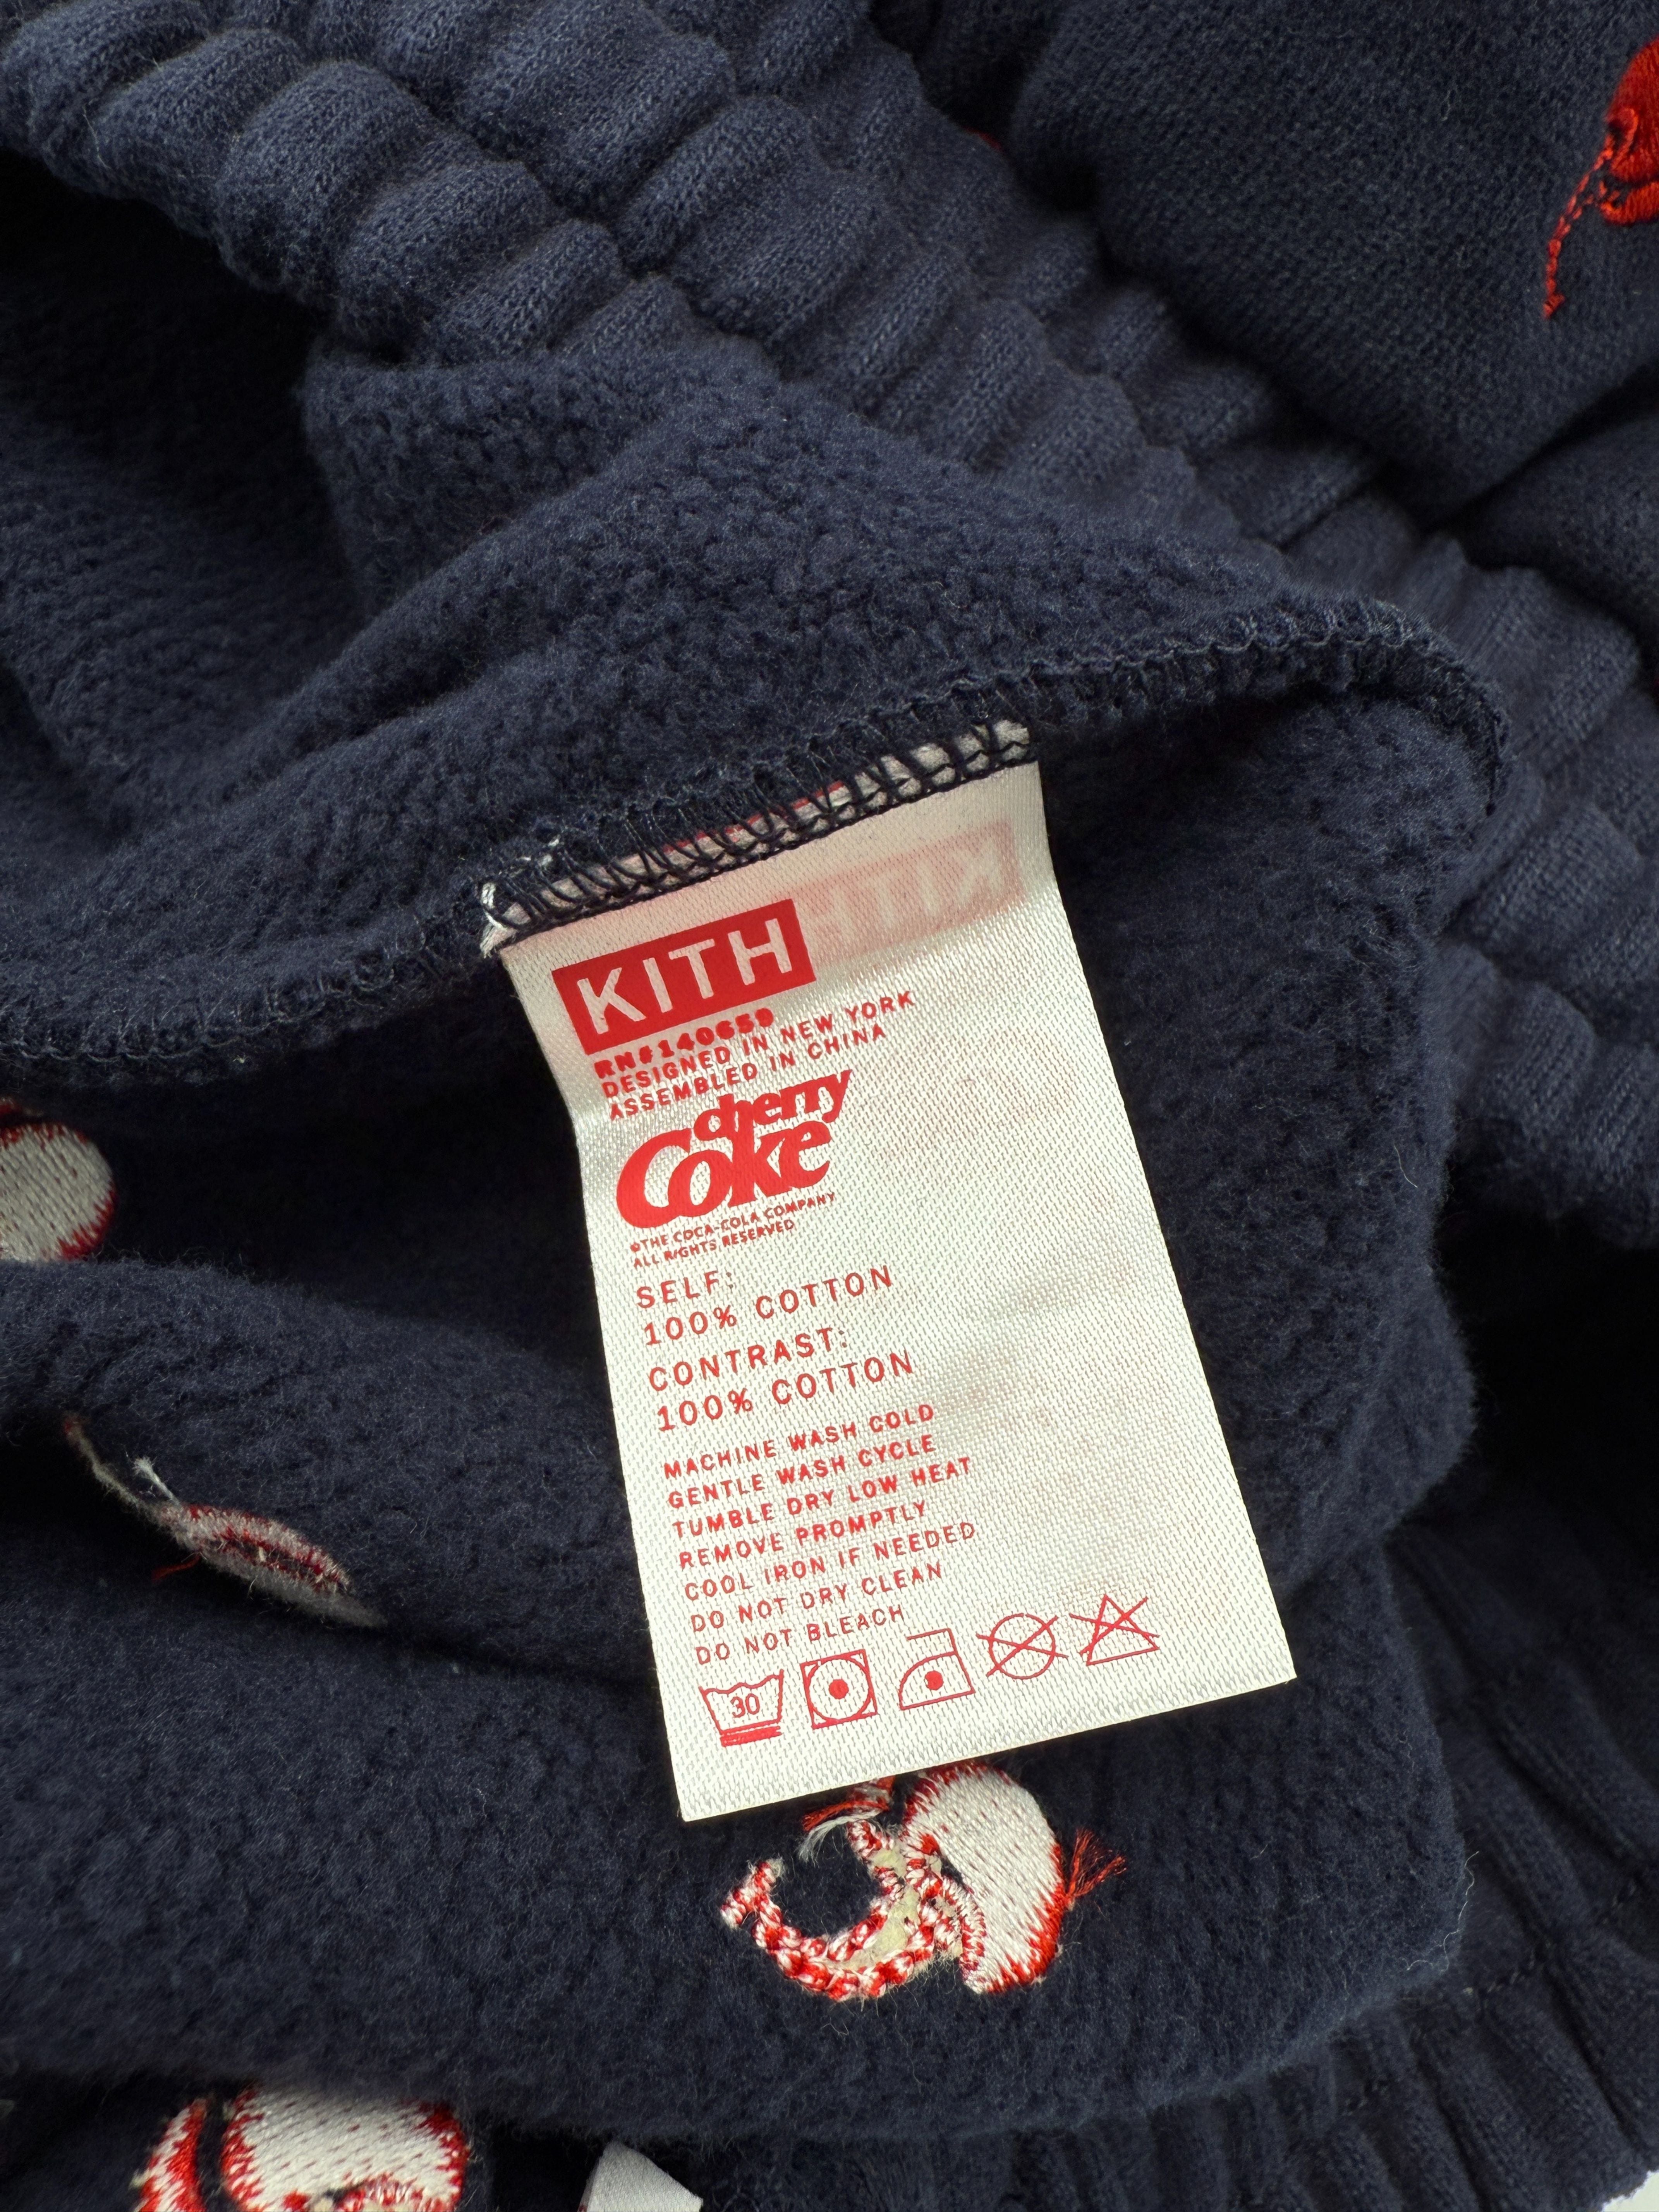 KITH
RN#140659
DESIGNED IN NEW YORK
ASSEMBLED IN CHINA
cherry
Coke
©THE COCA-COLA COMPANY
ALL RIGHTS RESERVED
SELF:
100% COTTON
CONTRAST:
100% COTTON
MACHINE WASH COLD
GENTLE WASH CYCLE
TUMBLE DRY LOW HEAT
REMOVE PROMPTLY
COOL IRON IF NEEDED
DO NOT DRY CLEAN
DO NOT BLEACH
30